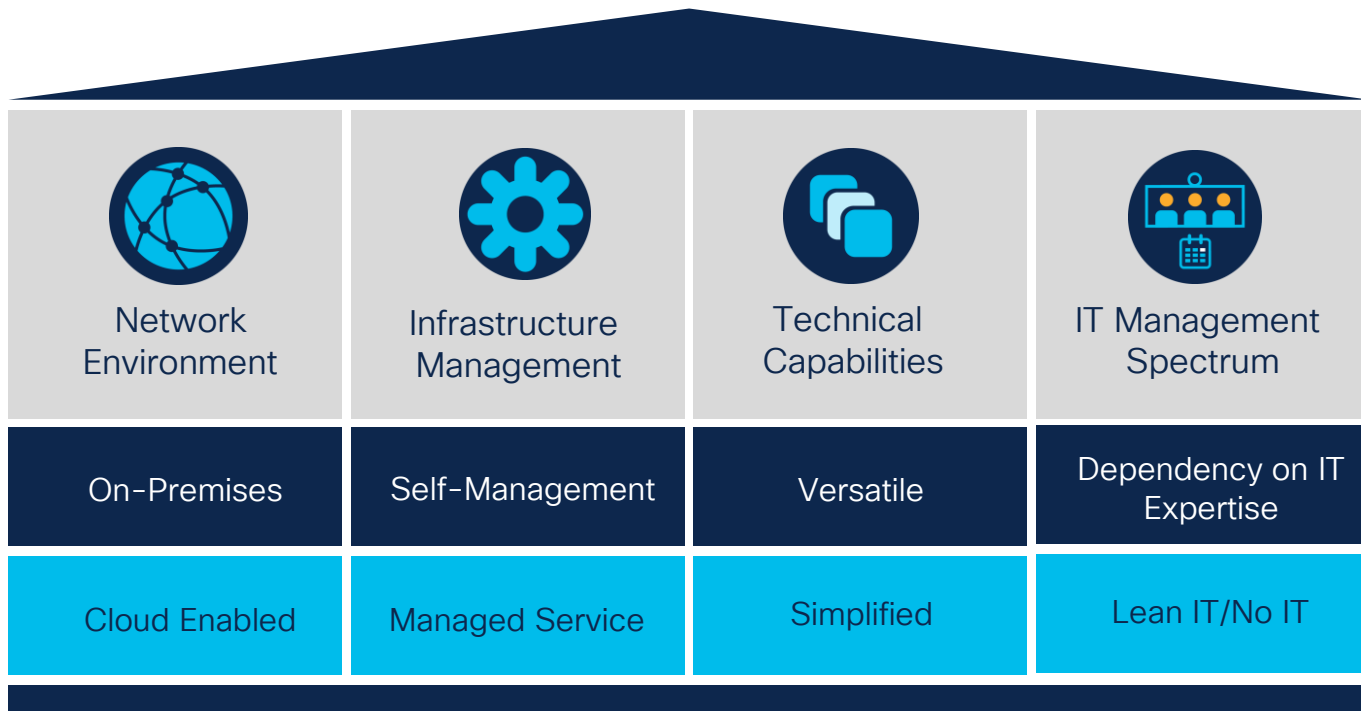 Network
Environment
Infrastructure
Management
Technical
Capabilities
IT Management
Spectrum
On-Premises
Self-Management
Versatile
Dependency on IT
Expertise
Cloud Enabled
Managed Service
Simplified
Lean IT/No IT